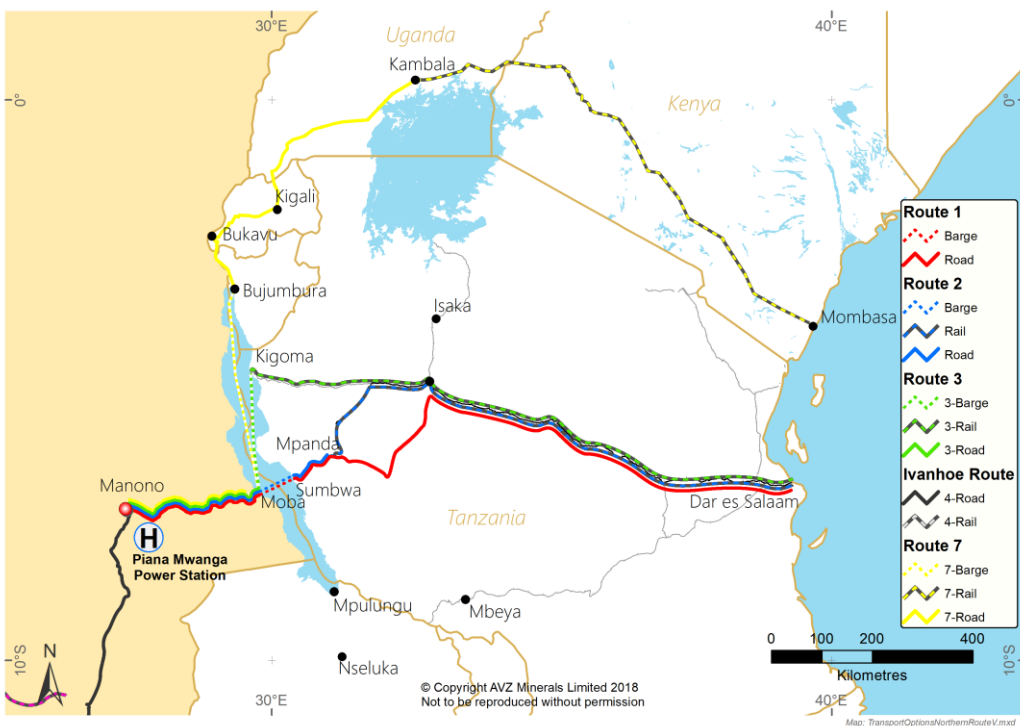 30°E
40°E
Uganda
Kambala
0°
0°
Kenya
Kigali
Bukavu
Bujumbura
Isaka
Mombasa
Kigoma
Mpanda
Manono
Moba
Sumbwa
Dar es Salaam
H
Piana Mwanga
Power Station
Tanzania
Mpulungu
Mbeya
Nseluka
N
10°S
30°E
40°E
© Copyright AVZ Minerals Limited 2018
Not to be reproduced without permission
Route 1
Barge
Road
Route 2
Barge
Rail
Road
Route 3
3-Barge
3-Rail
3-Road
Ivanhoe Route
4-Road
4-Rail
Route 7
7-Barge
7-Rail
7-Road
0 100 200 400
Kilometres
Map: TransportOptionsNorthernRouteV.mxd